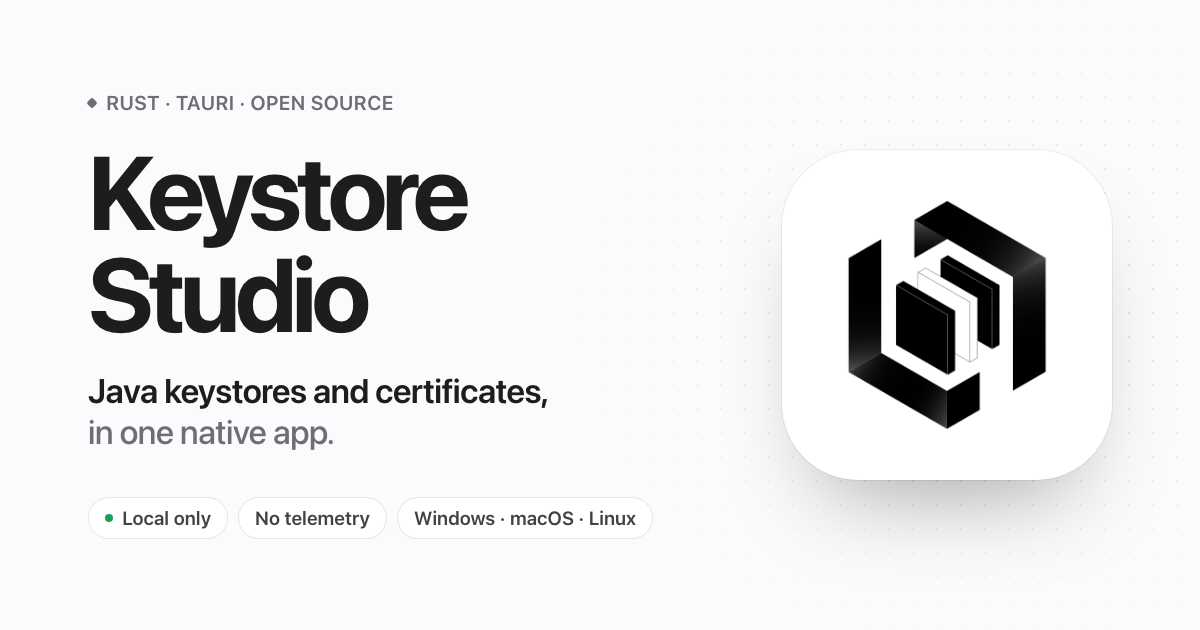 RUST · TAURI · OPEN SOURCE
Keystore
Studio
Java keystores and certificates,
in one native app.
Local only
No telemetry
Windows · macOS · Linux